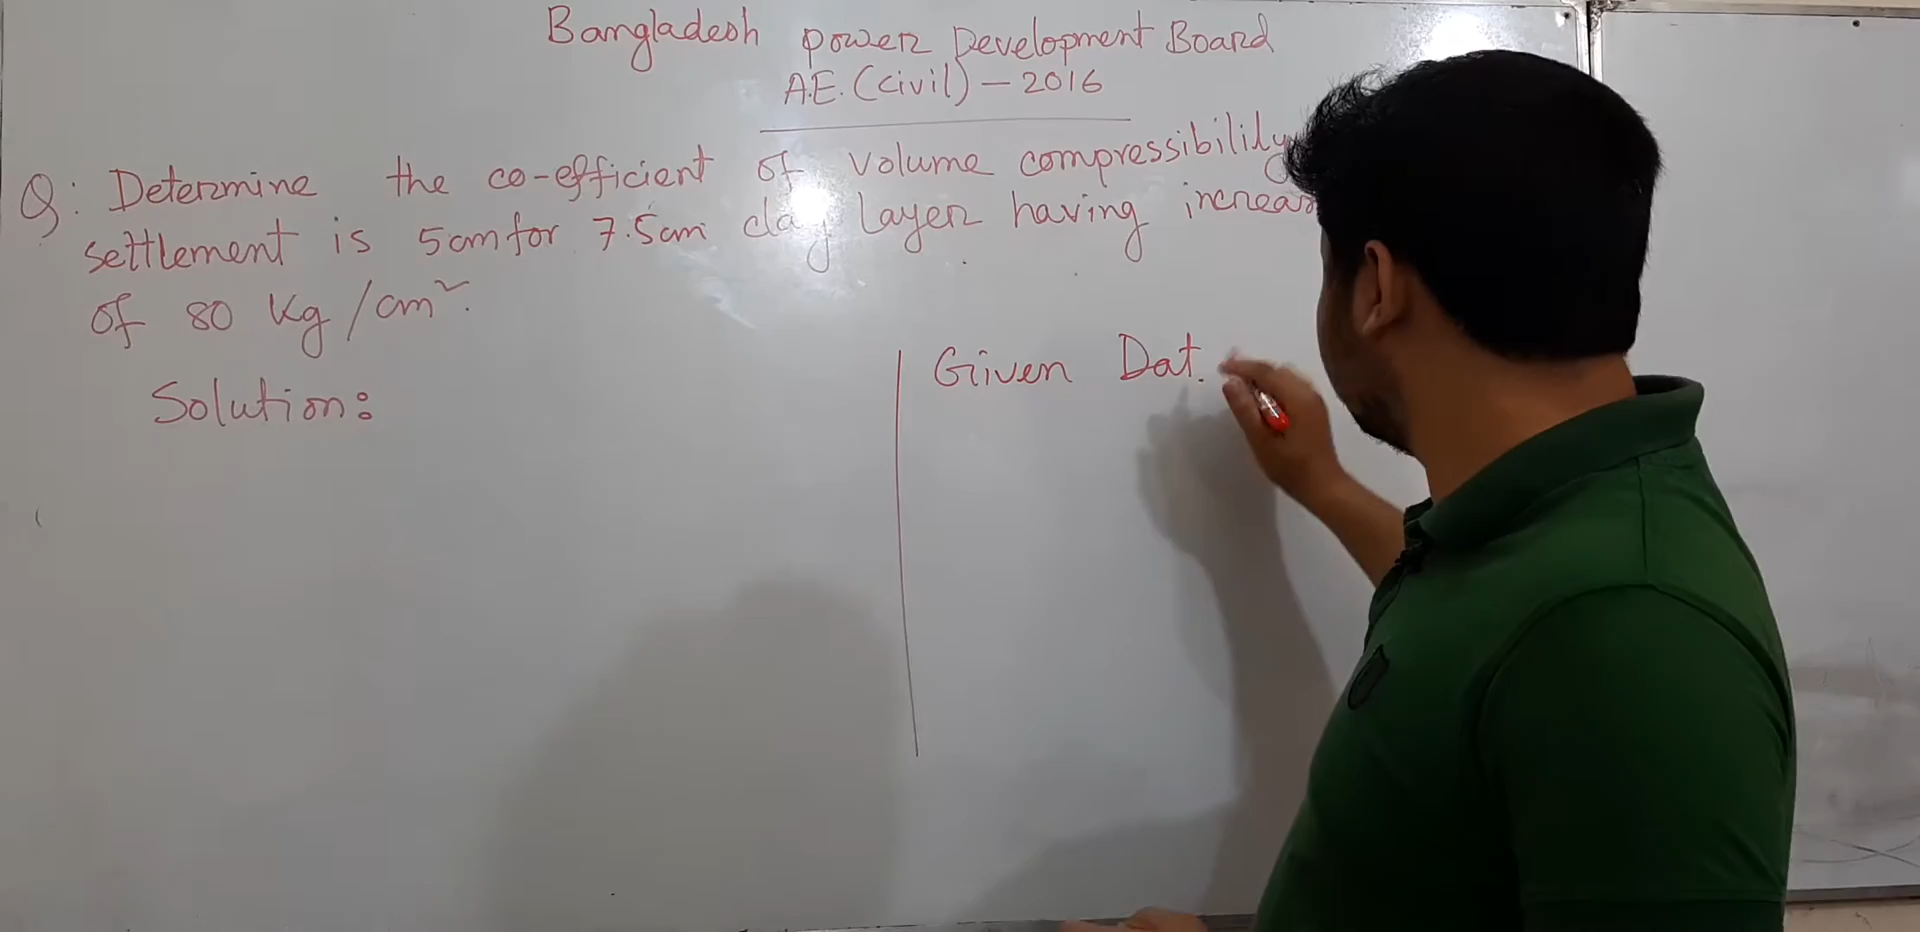 Bangladesh power Development Board
A.E. (civil) – 2016
Q: Determine the co-efficient of volume compressibility
settlement is 5cm for 7.5cm clay layer having
of 80 Kg/cm².
Solution:
Given Dat